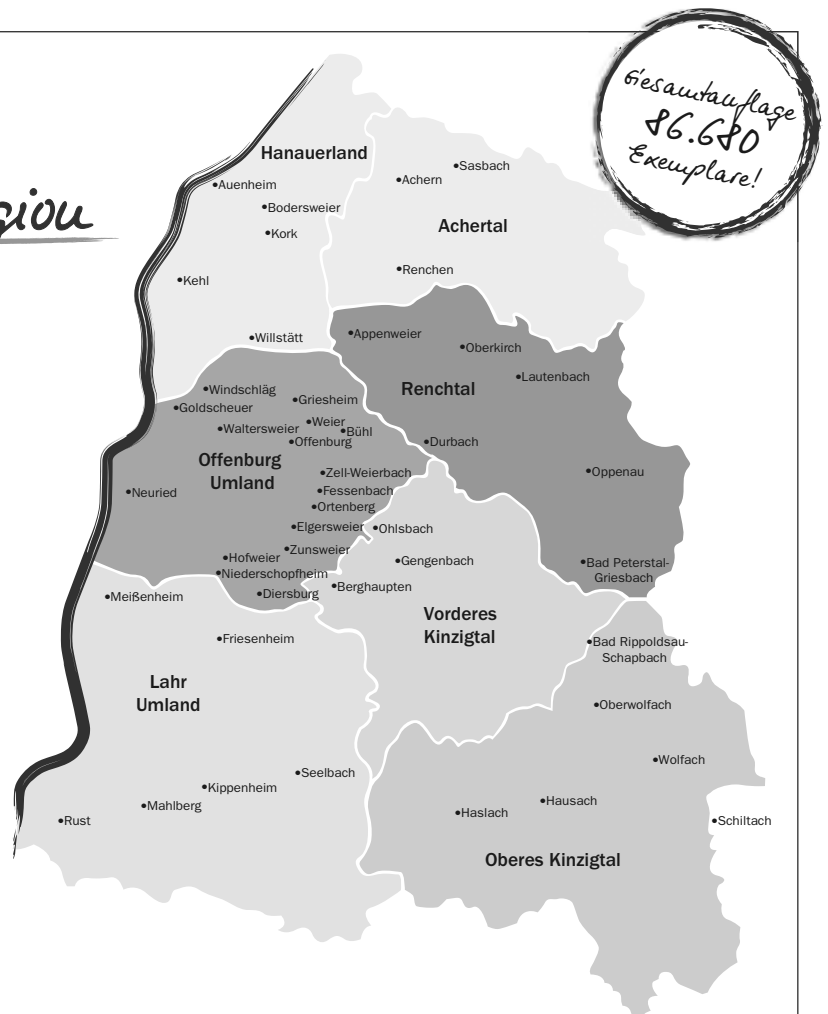 Gesamtauflage
86.680
Exemplare!
gion
Hanauerland
•Auenheim
•Bodersweier
•Kork
•Kehl
•Willstätt
•Sasbach
•Achern
Achertal
•Renchen
•Appenweier
•Oberkirch
•Lautenbach
Renchtal
•Durbach
•Oppenau
•Bad Peterstal-
Griesbach
•Windschläg
•Griesheim
•Goldscheuer
•Weier
•Waltersweier
•Bühl
•Offenburg
Offenburg
Umland
•Zell-Weierbach
•Neuried
•Fessenbach
•Ortenberg
•Elgersweier
•Zunsweier
•Hofweier
•Niederschopfheim
•Diersburg
•Ohlsbach
•Gengenbach
•Berghaupten
Vorderes
Kinzigtal
•Meißenheim
•Friesenheim
Lahr
Umland
•Seelbach
•Kippenheim
•Mahlberg
•Rust
•Bad Rippoldsau-
Schapbach
•Oberwolfach
•Wolfach
•Hausach
•Haslach
•Schiltach
Oberes Kinzigtal